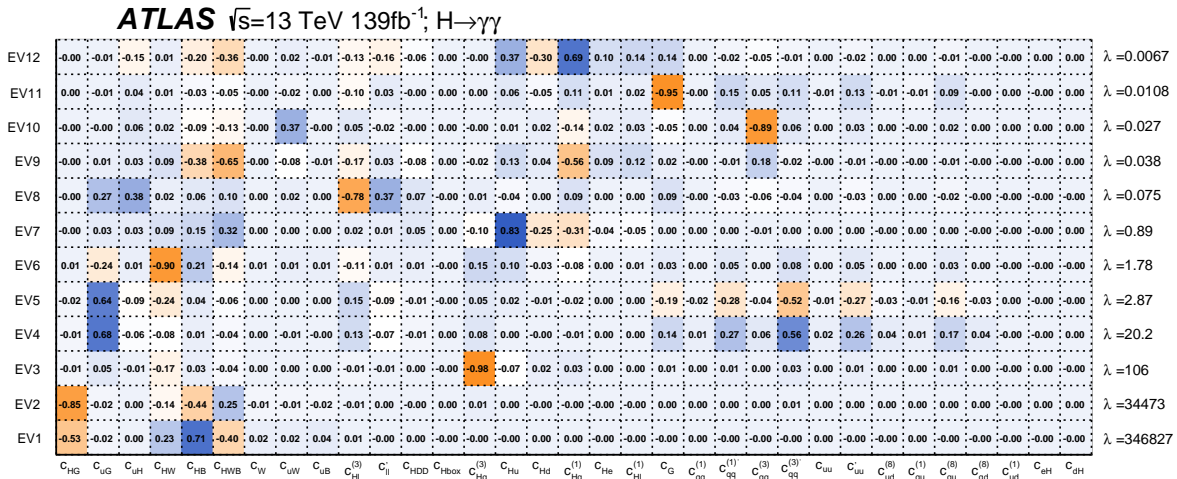 ATLAS √s=13 TeV 139fb⁻¹; H→γγ
EV12 -0.00 -0.01 -0.15 0.01 -0.20 -0.36 -0.00 0.02 -0.01 -0.13 -0.16 -0.06 0.00 -0.00 0.37 -0.30 0.69 0.10 0.14 0.14 0.00 -0.02 -0.05 -0.01 0.00 -0.02 0.00 0.00 -0.01 -0.00 0.00 -0.00 0.00 λ =0.0067
EV11 0.00 -0.01 0.04 0.01 -0.03 -0.05 -0.00 -0.02 0.00 -0.10 0.03 -0.00 0.00 -0.00 0.06 -0.05 0.11 0.01 0.02 -0.95 -0.00 0.15 0.05 0.11 -0.01 0.13 -0.01 -0.00 0.09 -0.01 0.00 -0.00 0.00 λ =0.0108
EV10 -0.00 -0.00 0.06 0.02 -0.09 -0.13 -0.00 0.37 -0.00 0.05 -0.02 -0.00 0.00 -0.00 0.01 0.02 -0.14 0.02 0.03 -0.05 0.00 0.04 -0.89 0.06 0.00 0.03 0.00 -0.00 0.02 0.00 -0.00 0.00 -0.00 λ =0.027
EV9 -0.00 0.01 0.03 0.09 -0.38 -0.65 -0.00 -0.08 -0.01 -0.17 0.03 -0.08 0.00 -0.02 0.13 0.04 -0.56 0.09 0.12 0.02 -0.00 -0.01 0.18 -0.02 -0.00 -0.01 -0.00 -0.00 -0.01 -0.00 -0.00 -0.00 0.00 λ =0.038
EV8 -0.00 0.27 0.38 0.02 0.06 0.10 0.00 0.02 0.00 -0.78 0.37 0.07 -0.00 0.01 -0.04 0.00 0.09 0.00 -0.00 0.09 -0.00 -0.03 -0.06 -0.04 0.00 -0.03 0.00 -0.00 -0.02 -0.00 0.00 -0.00 -0.00 λ =0.075
EV7 -0.00 0.03 0.03 0.09 0.15 0.32 0.00 0.00 0.00 0.02 0.01 0.05 0.00 -0.10 0.83 -0.25 -0.31 -0.04 -0.05 0.00 0.00 0.00 -0.01 0.00 0.00 0.00 0.00 0.00 0.00 0.00 0.00 0.00 -0.00 λ =0.89
EV6 0.01 -0.24 0.01 -0.90 0.21 -0.14 0.01 0.01 0.01 -0.11 0.01 0.01 -0.00 0.15 0.10 -0.03 -0.08 0.00 0.01 0.03 0.00 0.05 0.00 0.08 0.00 0.05 0.00 0.00 0.03 0.00 -0.00 0.00 -0.00 λ =1.78
EV5 -0.02 0.64 -0.09 -0.24 0.04 -0.06 0.00 0.00 0.00 0.15 -0.09 -0.01 -0.00 0.05 0.02 -0.01 -0.02 0.00 -0.00 -0.19 -0.02 -0.28 -0.04 -0.52 -0.01 -0.27 -0.03 -0.01 -0.16 -0.03 0.00 -0.00 0.00 λ =2.87
EV4 -0.01 0.68 -0.06 -0.08 0.01 -0.04 0.00 -0.01 -0.00 0.13 -0.07 -0.01 0.00 0.08 0.00 -0.00 -0.01 0.00 0.00 0.14 0.01 0.27 0.06 0.56 0.02 0.26 0.04 0.01 0.17 0.04 0.00 -0.00 0.00 λ =20.2
EV3 -0.01 0.05 -0.01 -0.17 0.03 -0.04 0.00 0.00 0.00 -0.01 -0.01 0.00 -0.00 -0.98 -0.07 0.02 0.03 0.00 0.00 0.01 0.00 0.01 -0.00 0.03 0.00 0.01 0.00 0.00 0.01 0.00 0.00 0.00 0.00 λ =106
EV2 -0.85 -0.02 0.00 -0.14 -0.44 0.25 -0.01 -0.01 -0.02 -0.01 0.00 -0.00 -0.00 0.01 0.00 -0.00 -0.00 -0.00 -0.00 0.00 0.00 0.00 0.00 0.01 0.00 0.00 0.00 0.00 0.00 0.00 -0.00 0.00 0.00 λ =34473
EV1 -0.53 -0.02 0.00 0.23 0.71 -0.40 0.02 0.02 0.04 0.01 -0.00 0.00 0.00 -0.00 -0.00 0.00 0.00 0.00 0.00 0.00 0.00 0.00 0.00 0.00 0.00 0.00 0.00 0.00 0.00 0.00 -0.00 0.00 0.00 λ =346827
c_HG c_uG c_uH c_HW c_HB c_HWB c_W c_uW c_uB c_Hl^(3) c_ll^' c_HDD c_Hbox c_Hq^(3) c_Hu c_Hd c_Hq^(1) c_He c_Hl^(1) c_G c_qq^(1) c_qq^(1)' c_qq^(3) c_qq^(3)' c_uu c_uu^' c_ud^(8) c_qu^(1) c_qu^(8) c_qd^(8) c_ud^(1) c_eH c_dH